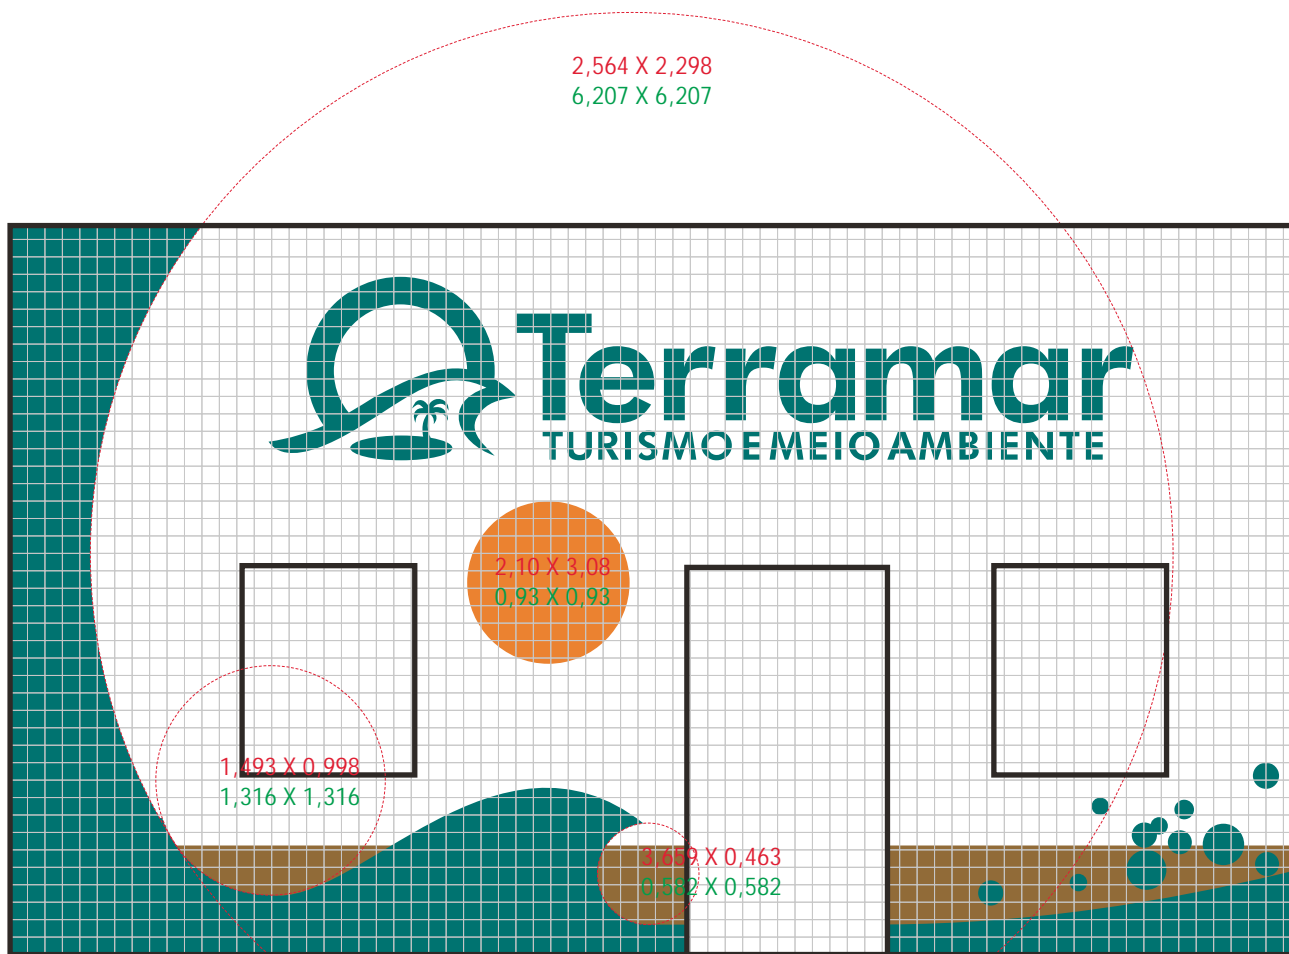 2,564 X 2,298
6,207 X 6,207
Terramar
TURISMO E MEIO AMBIENTE
2,10 X 3,08
0,93 X 0,93
1,493 X 0,998
1,316 X 1,316
3,659 X 0,463
0,582 X 0,582